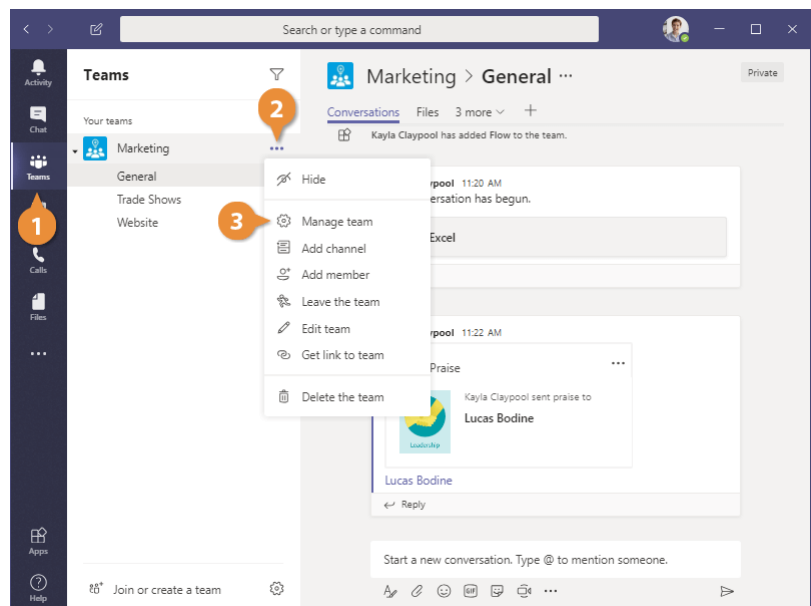 Search or type a command
Activity
Chat
Teams
Calls
Files
Apps
Help
1
Teams
Your teams
2
Marketing
General
Trade Shows
Website
3
Join or create a team
Hide
Manage team
Add channel
Add member
Leave the team
Edit team
Get link to team
Delete the team
Marketing > General
Private
Conversations Files 3 more
Kayla Claypool has added Flow to the team.
pool 11:20 AM
ersation has begun.
Excel
ypool 11:22 AM
Praise
Kayla Claypool sent praise to
Lucas Bodine
Leadership
Lucas Bodine
Reply
Start a new conversation. Type @ to mention someone.
GIF